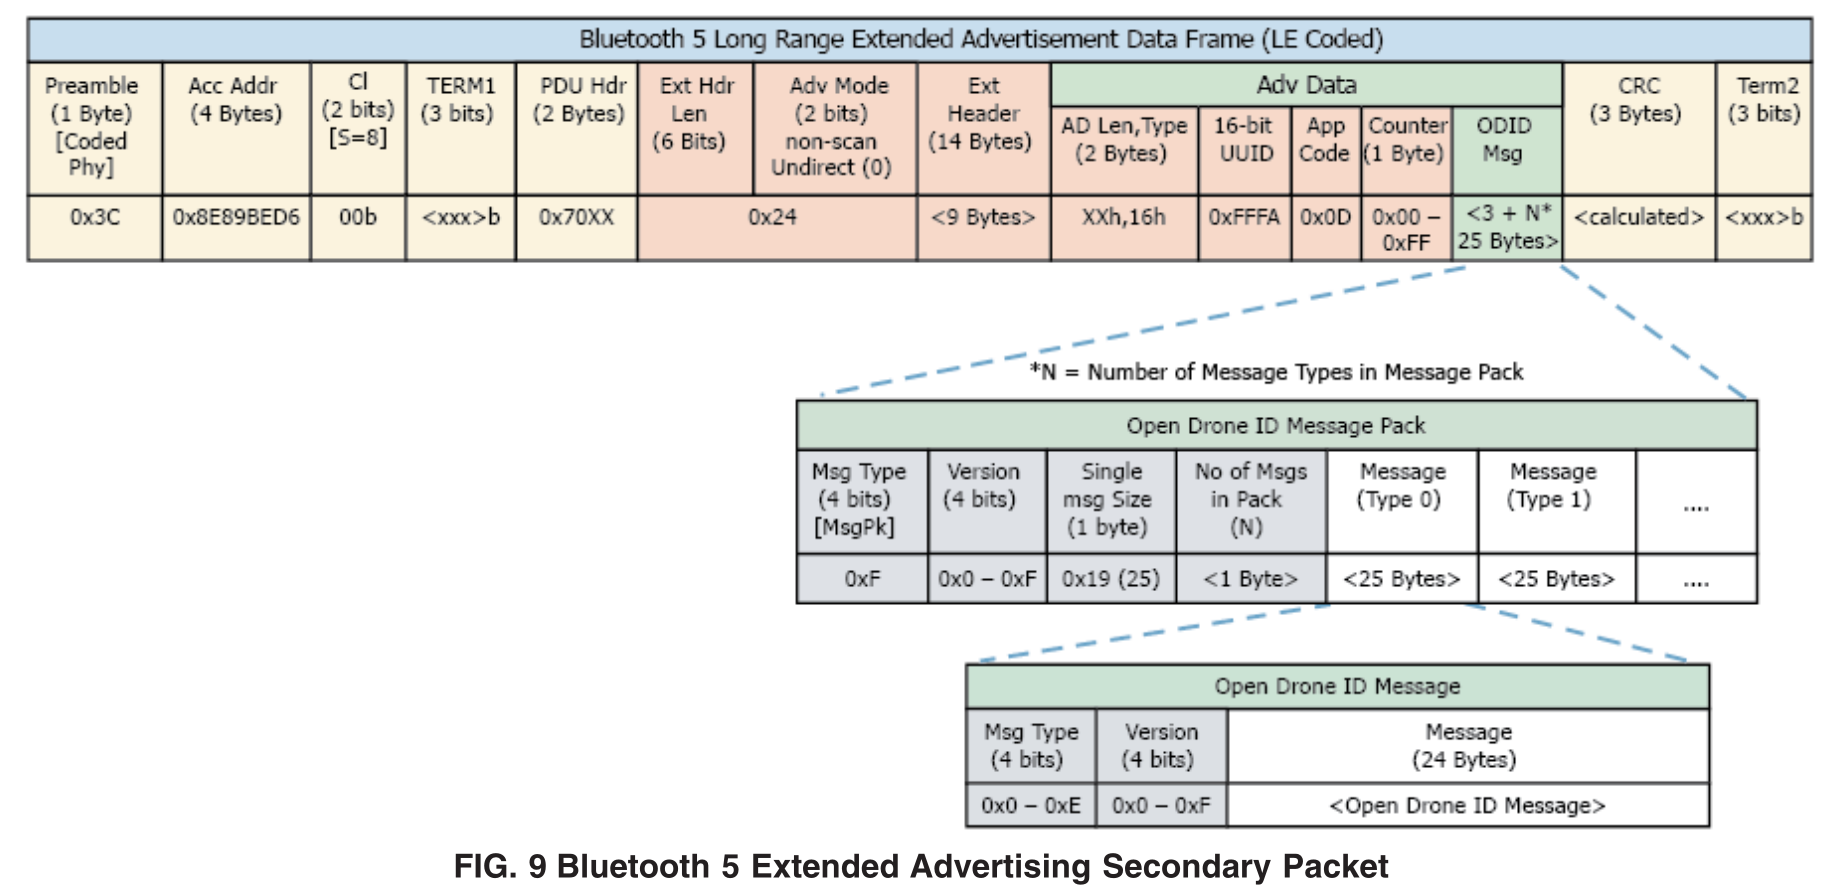 Bluetooth 5 Long Range Extended Advertisement Data Frame (LE Coded)
Preamble
(1 Byte)
[Coded
Phy]
Acc Addr
(4 Bytes)
CI
(2 bits)
[S=8]
TERM1
(3 bits)
PDU Hdr
(2 Bytes)
Ext Hdr
Len
(6 Bits)
Adv Mode
(2 bits)
non-scan
Undirect (0)
Ext
Header
(14 Bytes)
Adv Data
AD Len,Type
(2 Bytes)
16-bit
UUID
App
Code
Counter
(1 Byte)
ODID
Msg
CRC
(3 Bytes)
Term2
(3 bits)
0x3C
0x8E89BED6
00b
<xxx>b
0x70XX
0x24
<9 Bytes>
XXh,16h
0xFFFA
0x0D
0x00 –
0xFF
<3 + N*
25 Bytes>
<calculated>
<xxx>b
*N = Number of Message Types in Message Pack
Open Drone ID Message Pack
Msg Type
(4 bits)
[MsgPk]
Version
(4 bits)
Single
msg Size
(1 byte)
No of Msgs
in Pack
(N)
Message
(Type 0)
Message
(Type 1)
....
0xF
0x0 – 0xF
0x19 (25)
<1 Byte>
<25 Bytes>
<25 Bytes>
....
Open Drone ID Message
Msg Type
(4 bits)
Version
(4 bits)
Message
(24 Bytes)
0x0 – 0xE
0x0 – 0xF
<Open Drone ID Message>
FIG. 9 Bluetooth 5 Extended Advertising Secondary Packet